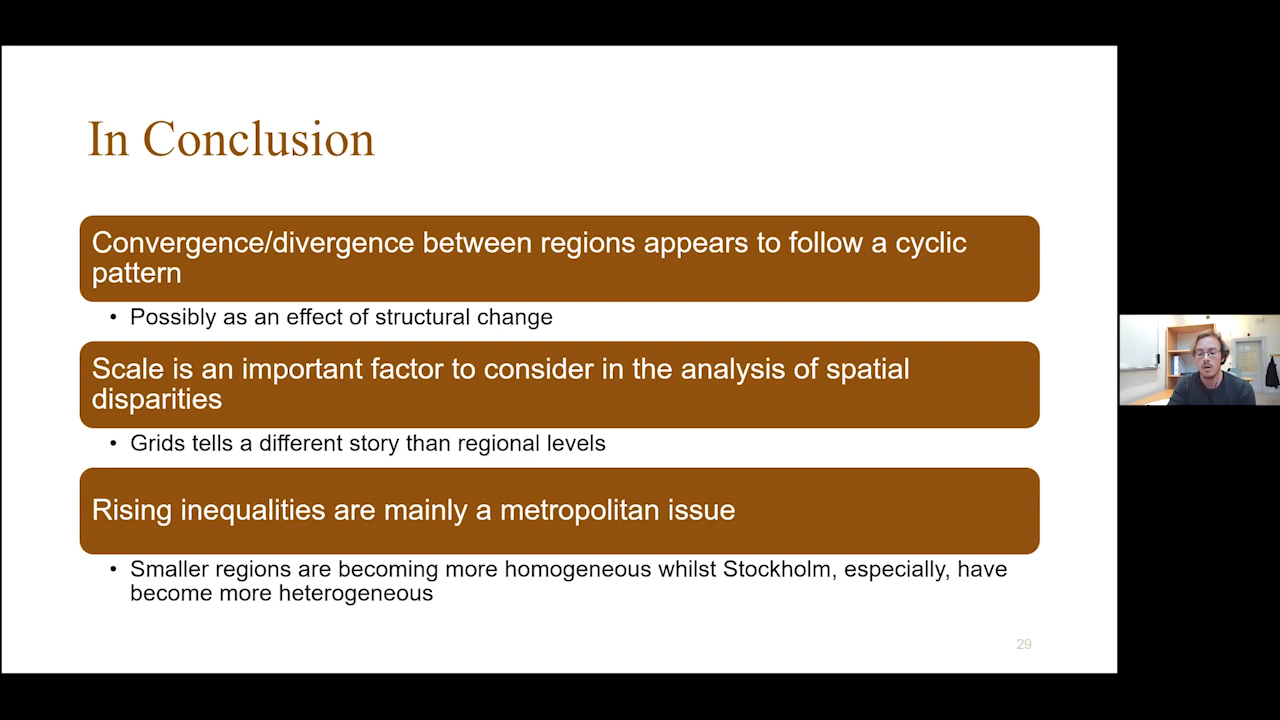 In Conclusion
Convergence/divergence between regions appears to follow a cyclic
pattern
• Possibly as an effect of structural change
Scale is an important factor to consider in the analysis of spatial
disparities
• Grids tells a different story than regional levels
Rising inequalities are mainly a metropolitan issue
• Smaller regions are becoming more homogeneous whilst Stockholm, especially, have
become more heterogeneous
29